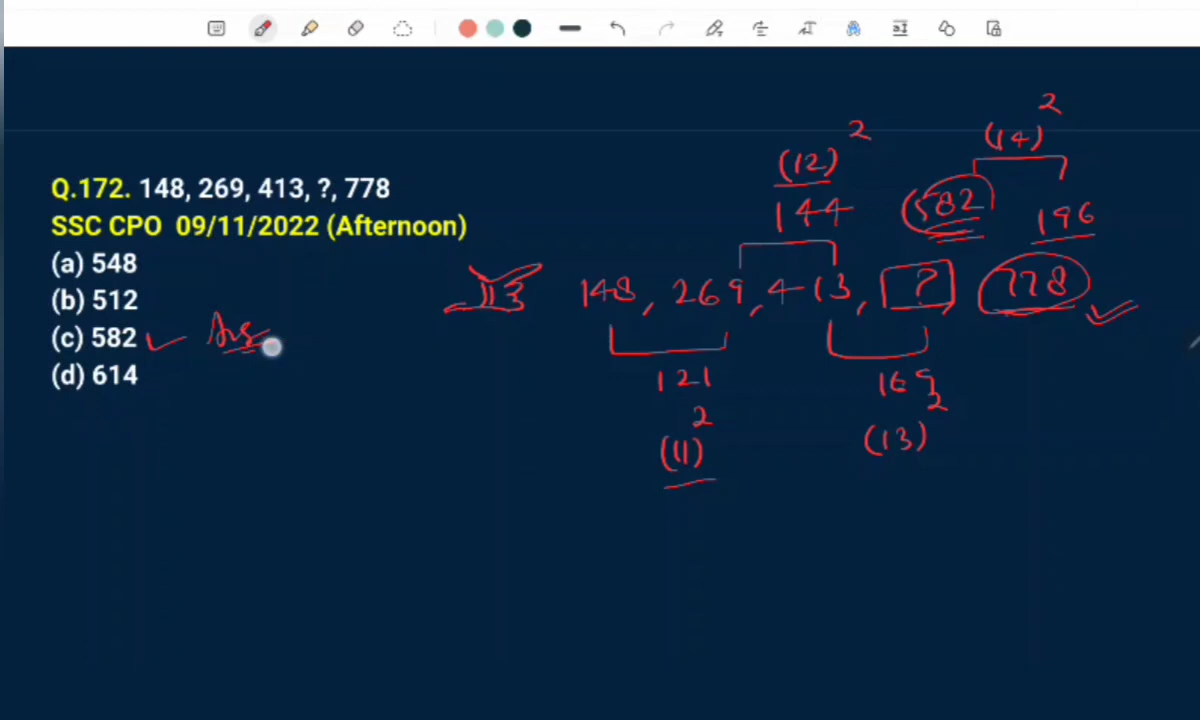 Q.172. 148, 269, 413, ?, 778
SSC CPO 09/11/2022 (Afternoon)
(a) 548
(b) 512
(c) 582 Ans
(d) 614
(12)²
144
(14)²
(582)
196
148, 269, 413, ? 778
121
(11)²
169
(13)²